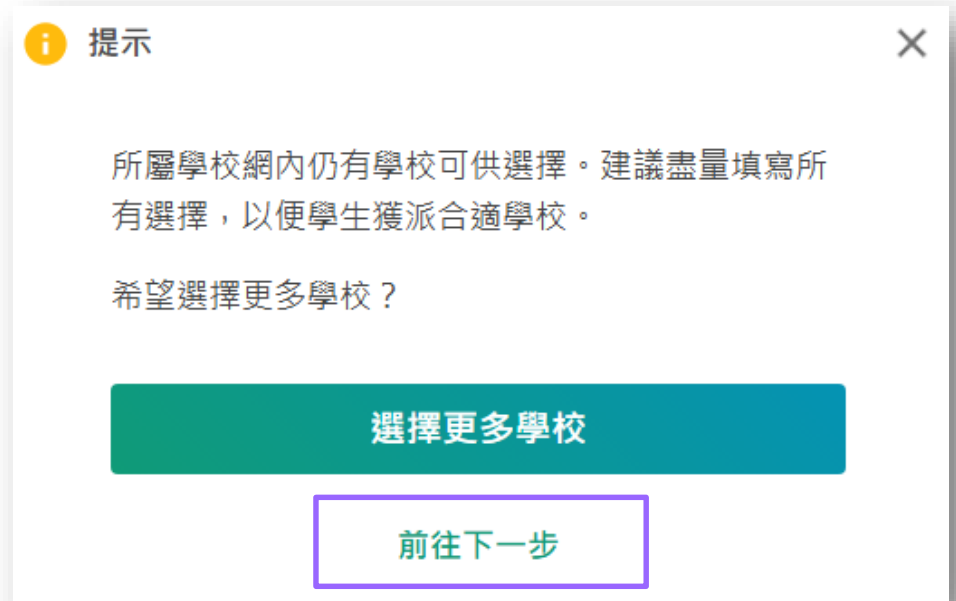 提示
所屬學校網內仍有學校可供選擇。建議盡量填寫所
有選擇，以便學生獲派合適學校。
希望選擇更多學校？
選擇更多學校
前往下一步